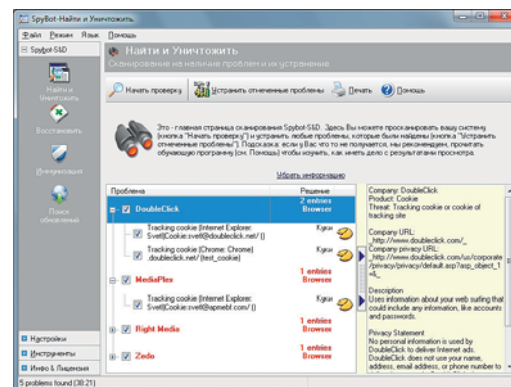 SpyBot-Найти и Уничтожить
Файл Режим Язык Помощь
Spybot-S&D
Найти и Уничтожить
Восстановить
Иммунизация
Поиск обновлений
Настройки
Инструменты
Инфо & Лицензия
Найти и Уничтожить
Сканирование на наличие проблем и их устранение.
Начать проверку
Устранить отмеченные проблемы
Печать
Помощь
Это - главная страница сканирования Spybot-S&D. Здесь Вы можете просканировать вашу систему
(кнопка "Начать проверку") и устранить любые проблемы, которые были найдены (кнопка "Устранить
отмеченные проблемы"). Подсказка: если у Вас что то не получается, мы рекомендуем, прочитать
обучающую программу (см. Помощь) чтобы изучить, как иметь дело с результатами просмотра.
Убрать информацию
Проблема Решение
DoubleClick 2 entries
Browser
Tracking cookie (Internet Explorer: Куки
Svetl)Cookie:svetl@doubleclick.net/ ()
Tracking cookie (Chrome: Chrome) Куки
.doubleclick.net/ (test_cookie)
MediaPlex 1 entries
Browser
Tracking cookie (Internet Explorer: Куки
Svetl)Cookie:svetl@apmebf.com/ ()
Right Media 1 entries
Browser
Zedo 1 entries
Browser
Company: DoubleClick
Product: Cookie
Threat: Tracking cookie or cookie of
tracking site
Company URL:
_http://www.doubleclick.com/_
Company privacy URL:
_http://www.doubleclick.com/us/corporate
/privacy/privacy/default.asp?asp_object_1
=&_
Description
Uses information about your web surfing that
could include any information, like accounts
and passwords.
Privacy Statement
No personal information is used by
DoubleClick to deliver Internet ads.
DoubleClick does not use your name,
address, email address, or phone number to
5 problems found (38:21)